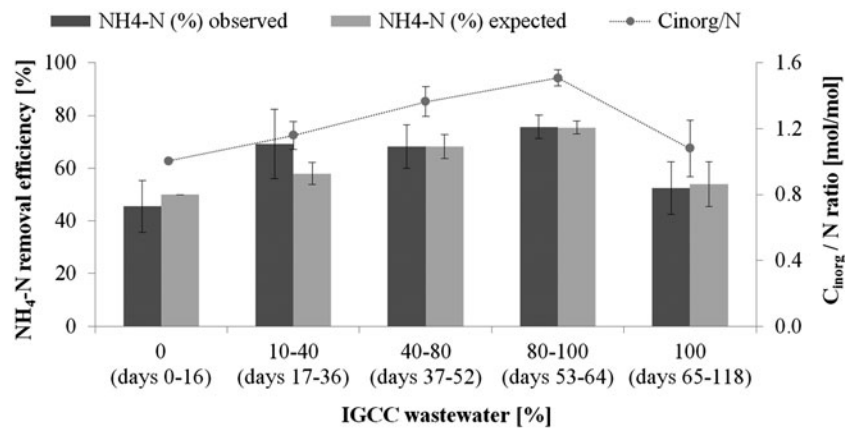 NH4-N (%) observed NH4-N (%) expected Cinorg/N
NH₄-N removal efficiency [%]
100
80
60
40
20
0
1.6
1.2
0.8
0.4
0.0
C_inorg / N ratio [mol/mol]
0 10-40 40-80 80-100 100
(days 0-16) (days 17-36) (days 37-52) (days 53-64) (days 65-118)
IGCC wastewater [%]